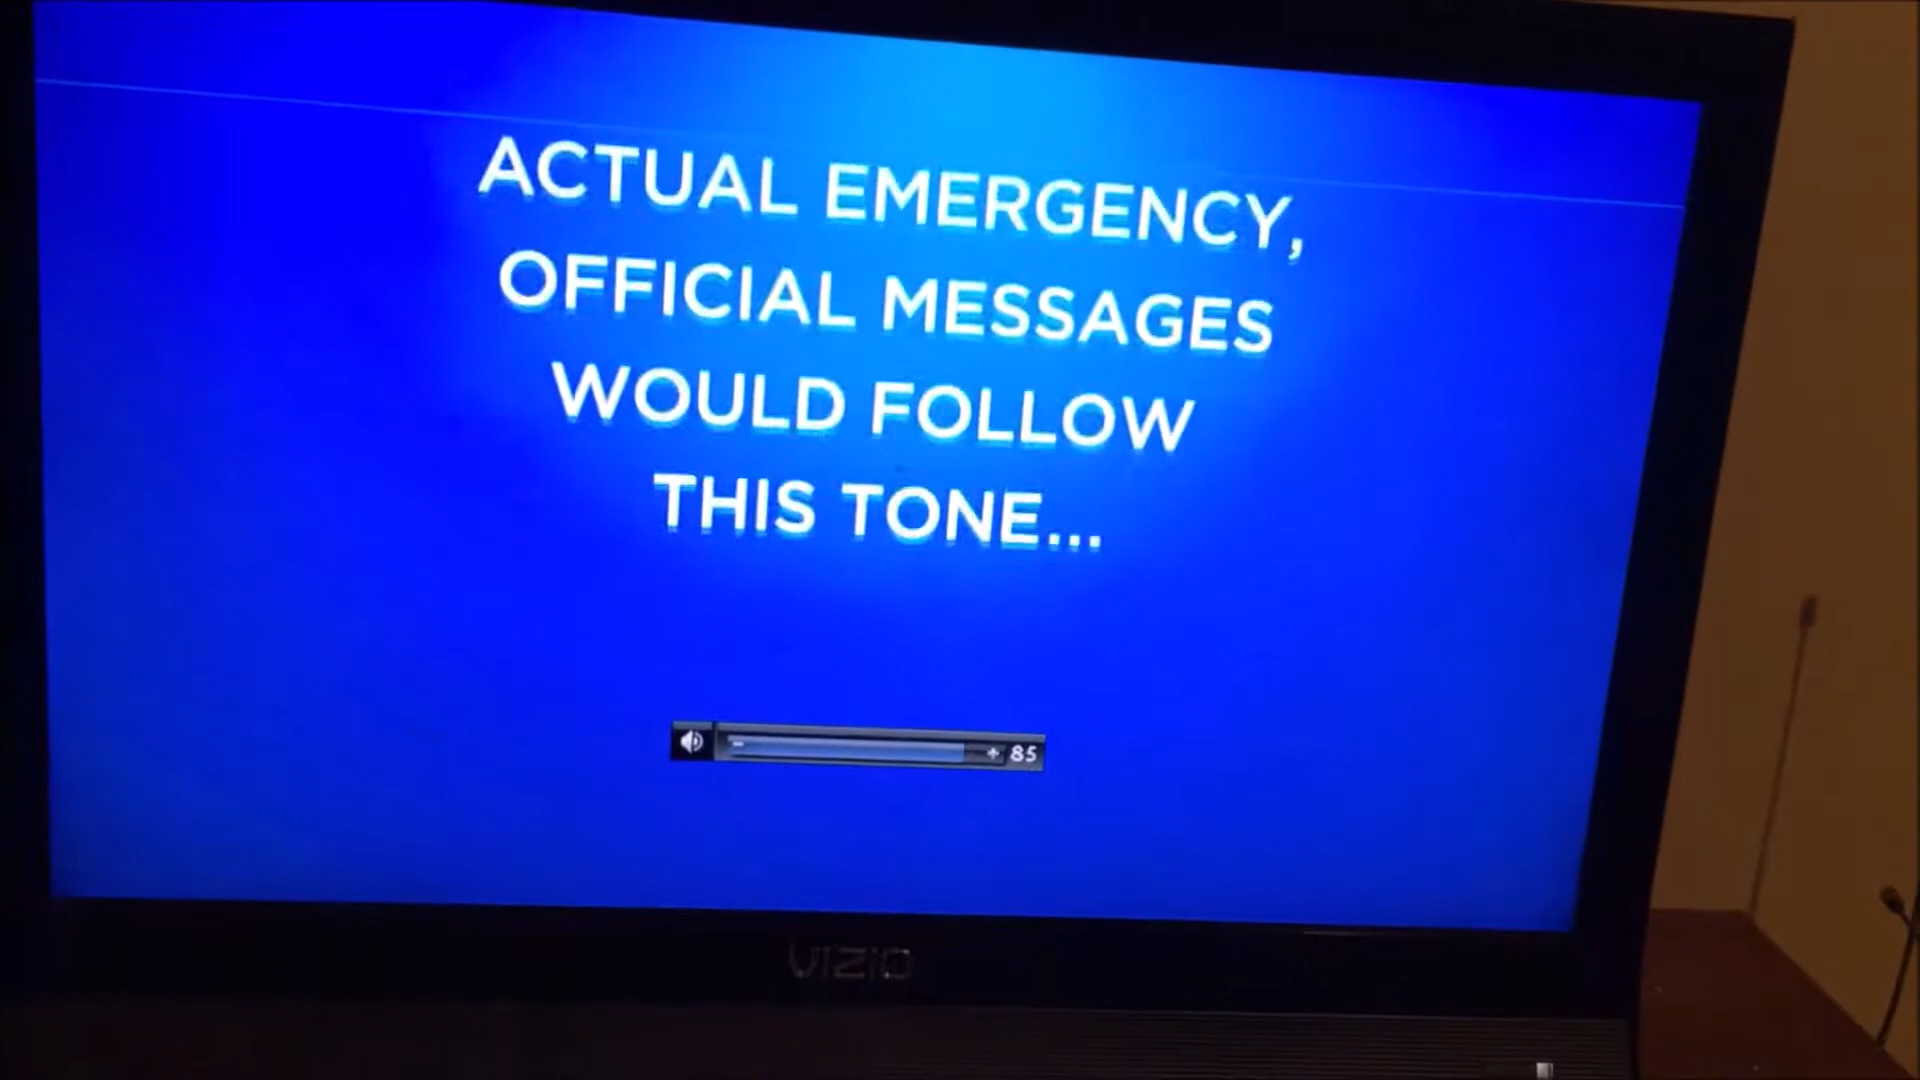 ACTUAL EMERGENCY,
OFFICIAL MESSAGES
WOULD FOLLOW
THIS TONE...
85
VIZIO